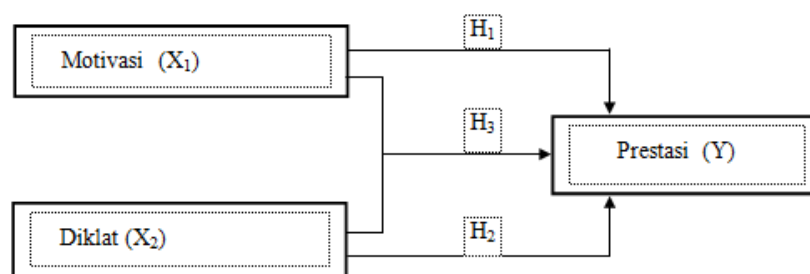 H₁
Motivasi (X₁)
H₃
Prestasi (Y)
Diklat (X₂)
H₂